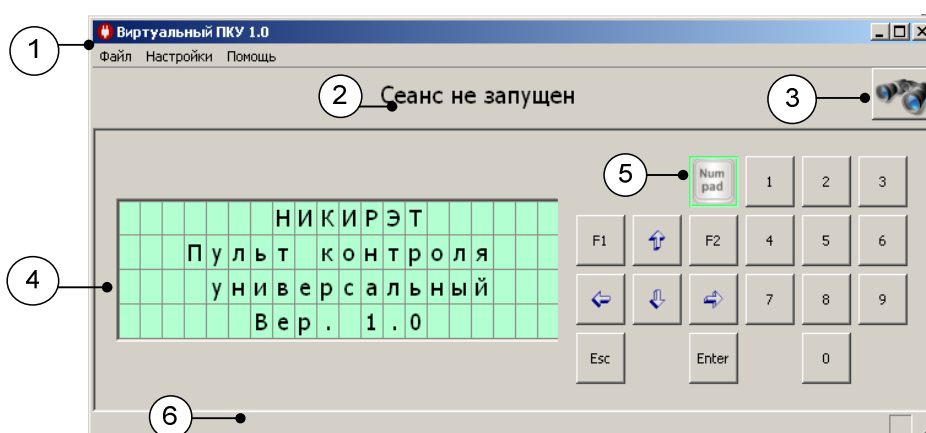 Виртуальный ПКУ 1.0
1
Файл Настройки Помощь
2
Сеанс не запущен
3
5
Num pad 1 2 3
НИКИРЭТ
F1 F2 4 5 6
Пульт контроля
4
универсальный
7 8 9
Вер. 1.0
Esc Enter 0
6